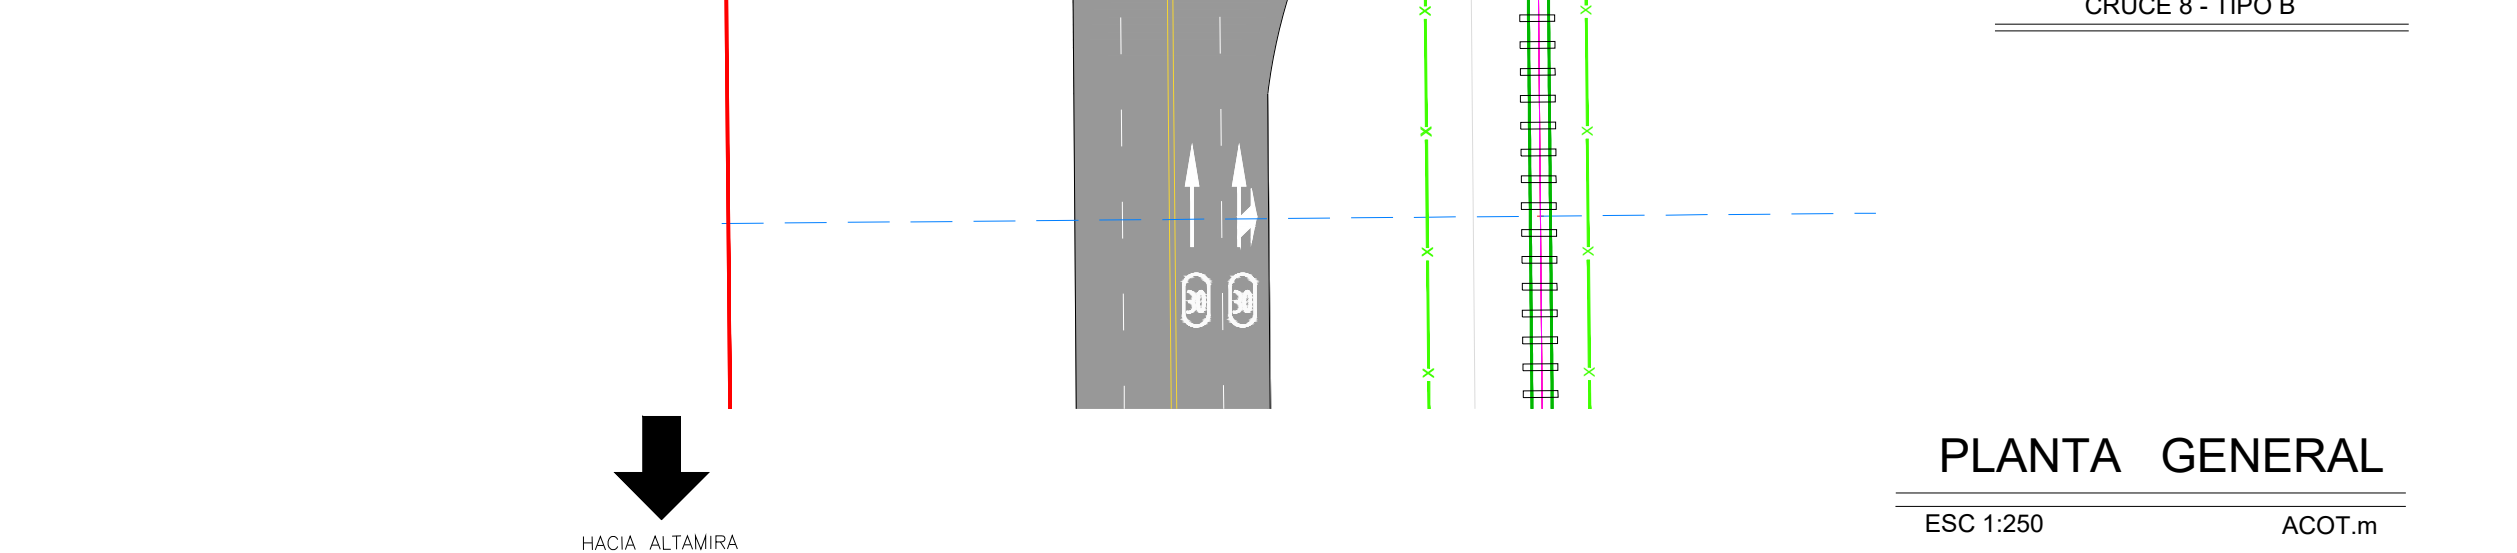 CRUCE 8 - TIPO B
30 30
PLANTA GENERAL
ESC 1:250 ACOT.m
HACIA ALTAMIRA